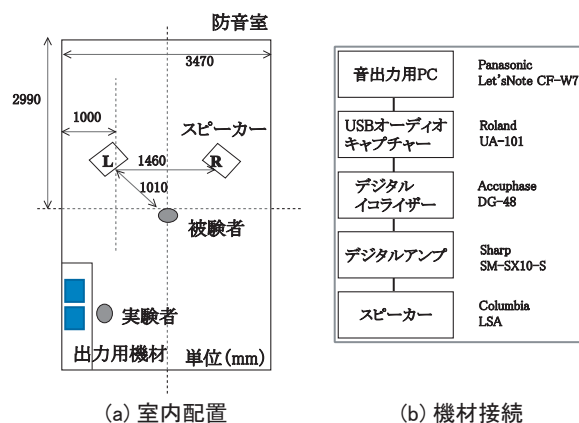 防音室
3470
2990
1000
スピーカー
L
1460
R
1010
被験者
実験者
出力用機材
単位(mm)
(a) 室内配置
音出力用PC
Panasonic
Let'sNote CF-W7
USBオーディオ
キャプチャー
Roland
UA-101
デジタル
イコライザー
Accuphase
DG-48
デジタルアンプ
Sharp
SM-SX10-S
スピーカー
Columbia
LSA
(b) 機材接続